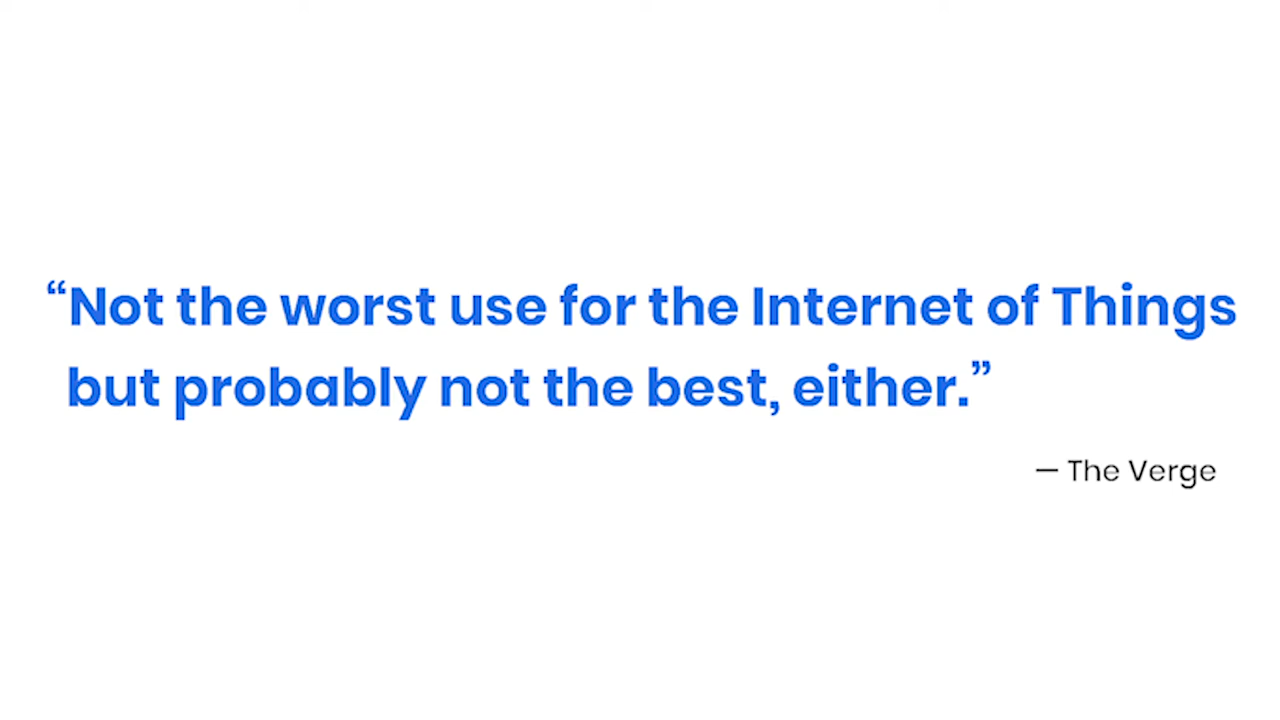 “Not the worst use for the Internet of Things
but probably not the best, either.”
— The Verge